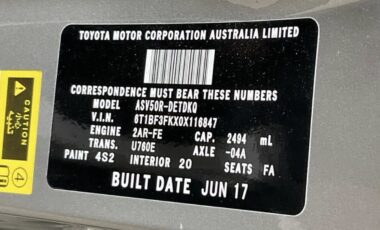 TOYOTA MOTOR CORPORATION AUSTRALIA LIMITED
CORRESPONDENCE MUST BEAR THESE NUMBERS
MODEL ASV50R-DETDKQ
V.I.N. 6T1BF3FKX0X116847
ENGINE 2AR-FE CAP. 2494 mL
TRANS. U760E AXLE -04A
PAINT 4S2 INTERIOR 20 SEATS FA
BUILT DATE JUN 17